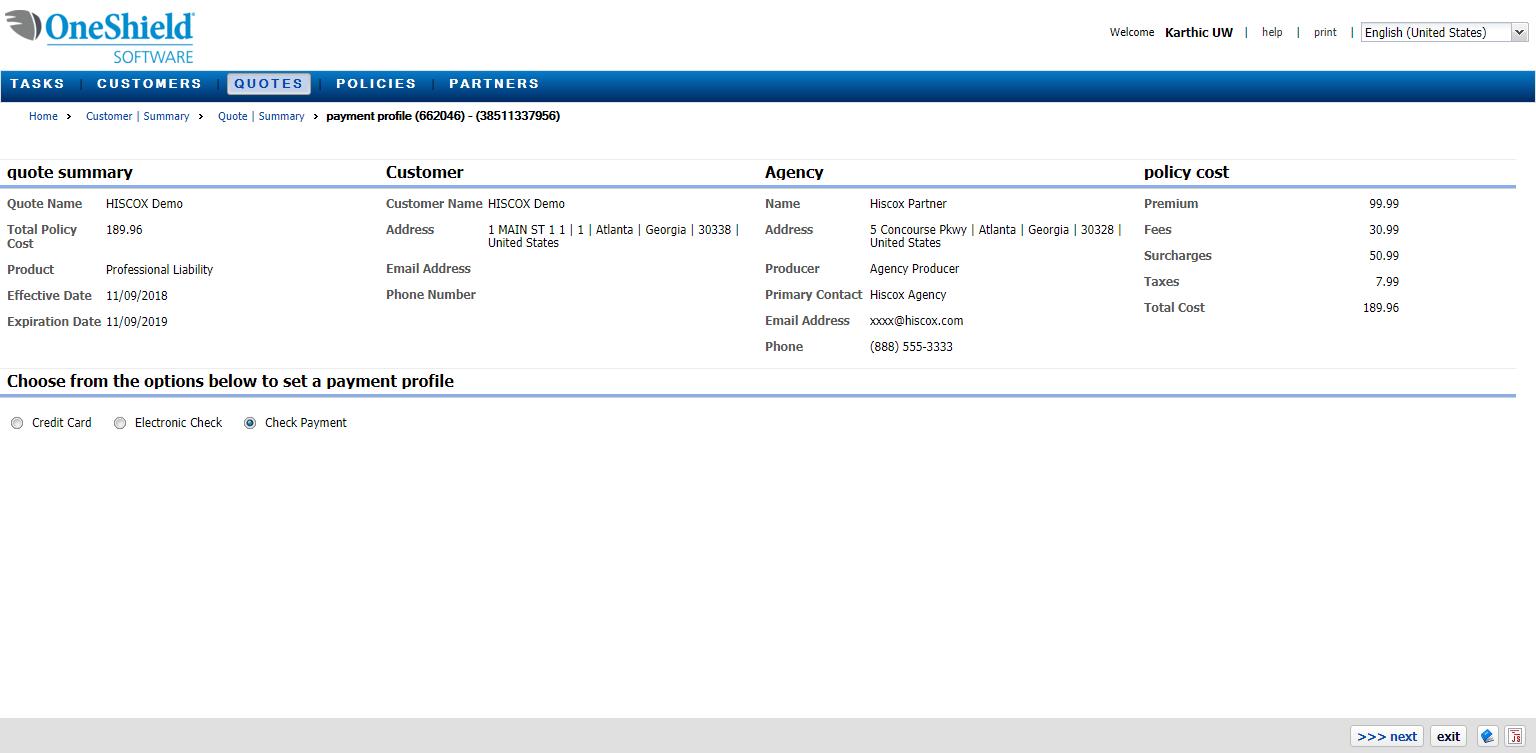 OneShield®
SOFTWARE
Welcome Karthic UW | help | print | English (United States)
TASKS | CUSTOMERS | QUOTES | POLICIES | PARTNERS
Home > Customer | Summary > Quote | Summary > payment profile (662046) - (38511337956)
quote summary
Quote Name HISCOX Demo
Total Policy
Cost
189.96
Product Professional Liability
Effective Date 11/09/2018
Expiration Date 11/09/2019
Customer
Customer Name HISCOX Demo
Address 1 MAIN ST 1 1 | 1 | Atlanta | Georgia | 30338 |
United States
Email Address
Phone Number
Agency
Name Hiscox Partner
Address 5 Concourse Pkwy | Atlanta | Georgia | 30328 |
United States
Producer Agency Producer
Primary Contact Hiscox Agency
Email Address xxxx@hiscox.com
Phone (888) 555-3333
policy cost
Premium 99.99
Fees 30.99
Surcharges 50.99
Taxes 7.99
Total Cost 189.96
Choose from the options below to set a payment profile
Credit Card Electronic Check Check Payment
>>> next exit JS